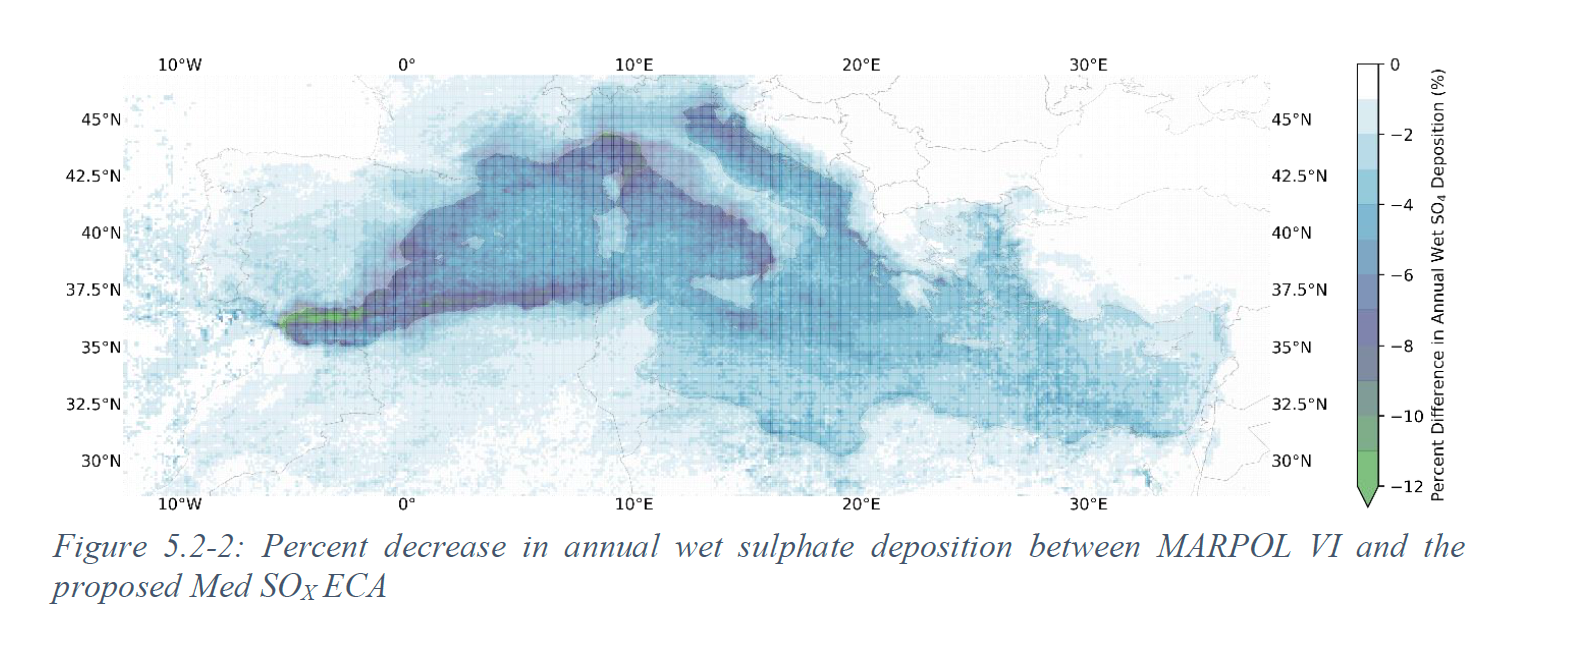 10°W 0° 10°E 20°E 30°E
0
45°N 45°N
−2
42.5°N 42.5°N
−4
40°N 40°N
−6
37.5°N 37.5°N
35°N 35°N
−8
32.5°N 32.5°N
−10
30°N 30°N
−12
10°W 0° 10°E 20°E 30°E
Percent Difference in Annual Wet SO₄ Deposition (%)
Figure 5.2-2: Percent decrease in annual wet sulphate deposition between MARPOL VI and the
proposed Med SOX ECA